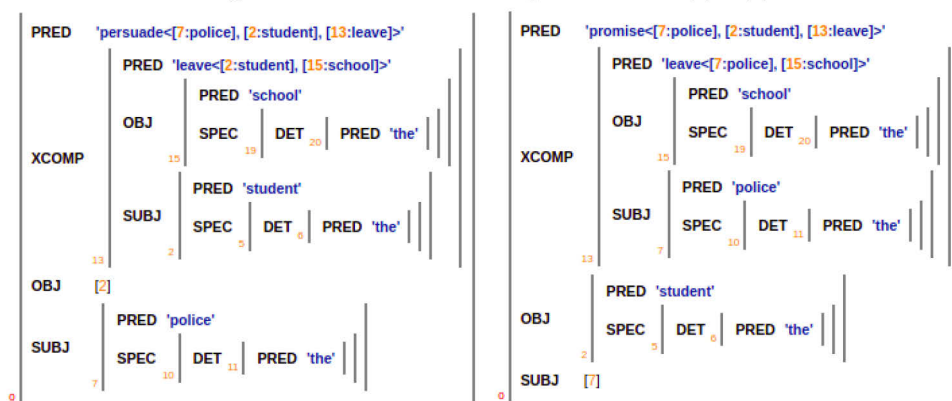 PRED 'persuade<[7:police], [2:student], [13:leave]>'
PRED 'leave<[2:student], [15:school]>'
PRED 'school'
OBJ
SPEC DET PRED 'the'
19 20
15
XCOMP
PRED 'student'
SUBJ
SPEC DET PRED 'the'
5 6
2
13
OBJ [2]
PRED 'police'
SUBJ
SPEC DET PRED 'the'
10 11
7
0
PRED 'promise<[7:police], [2:student], [13:leave]>'
PRED 'leave<[7:police], [15:school]>'
PRED 'school'
OBJ
SPEC DET PRED 'the'
19 20
15
XCOMP
PRED 'police'
SUBJ
SPEC DET PRED 'the'
10 11
7
13
PRED 'student'
OBJ
SPEC DET PRED 'the'
5 6
2
SUBJ [7]
0